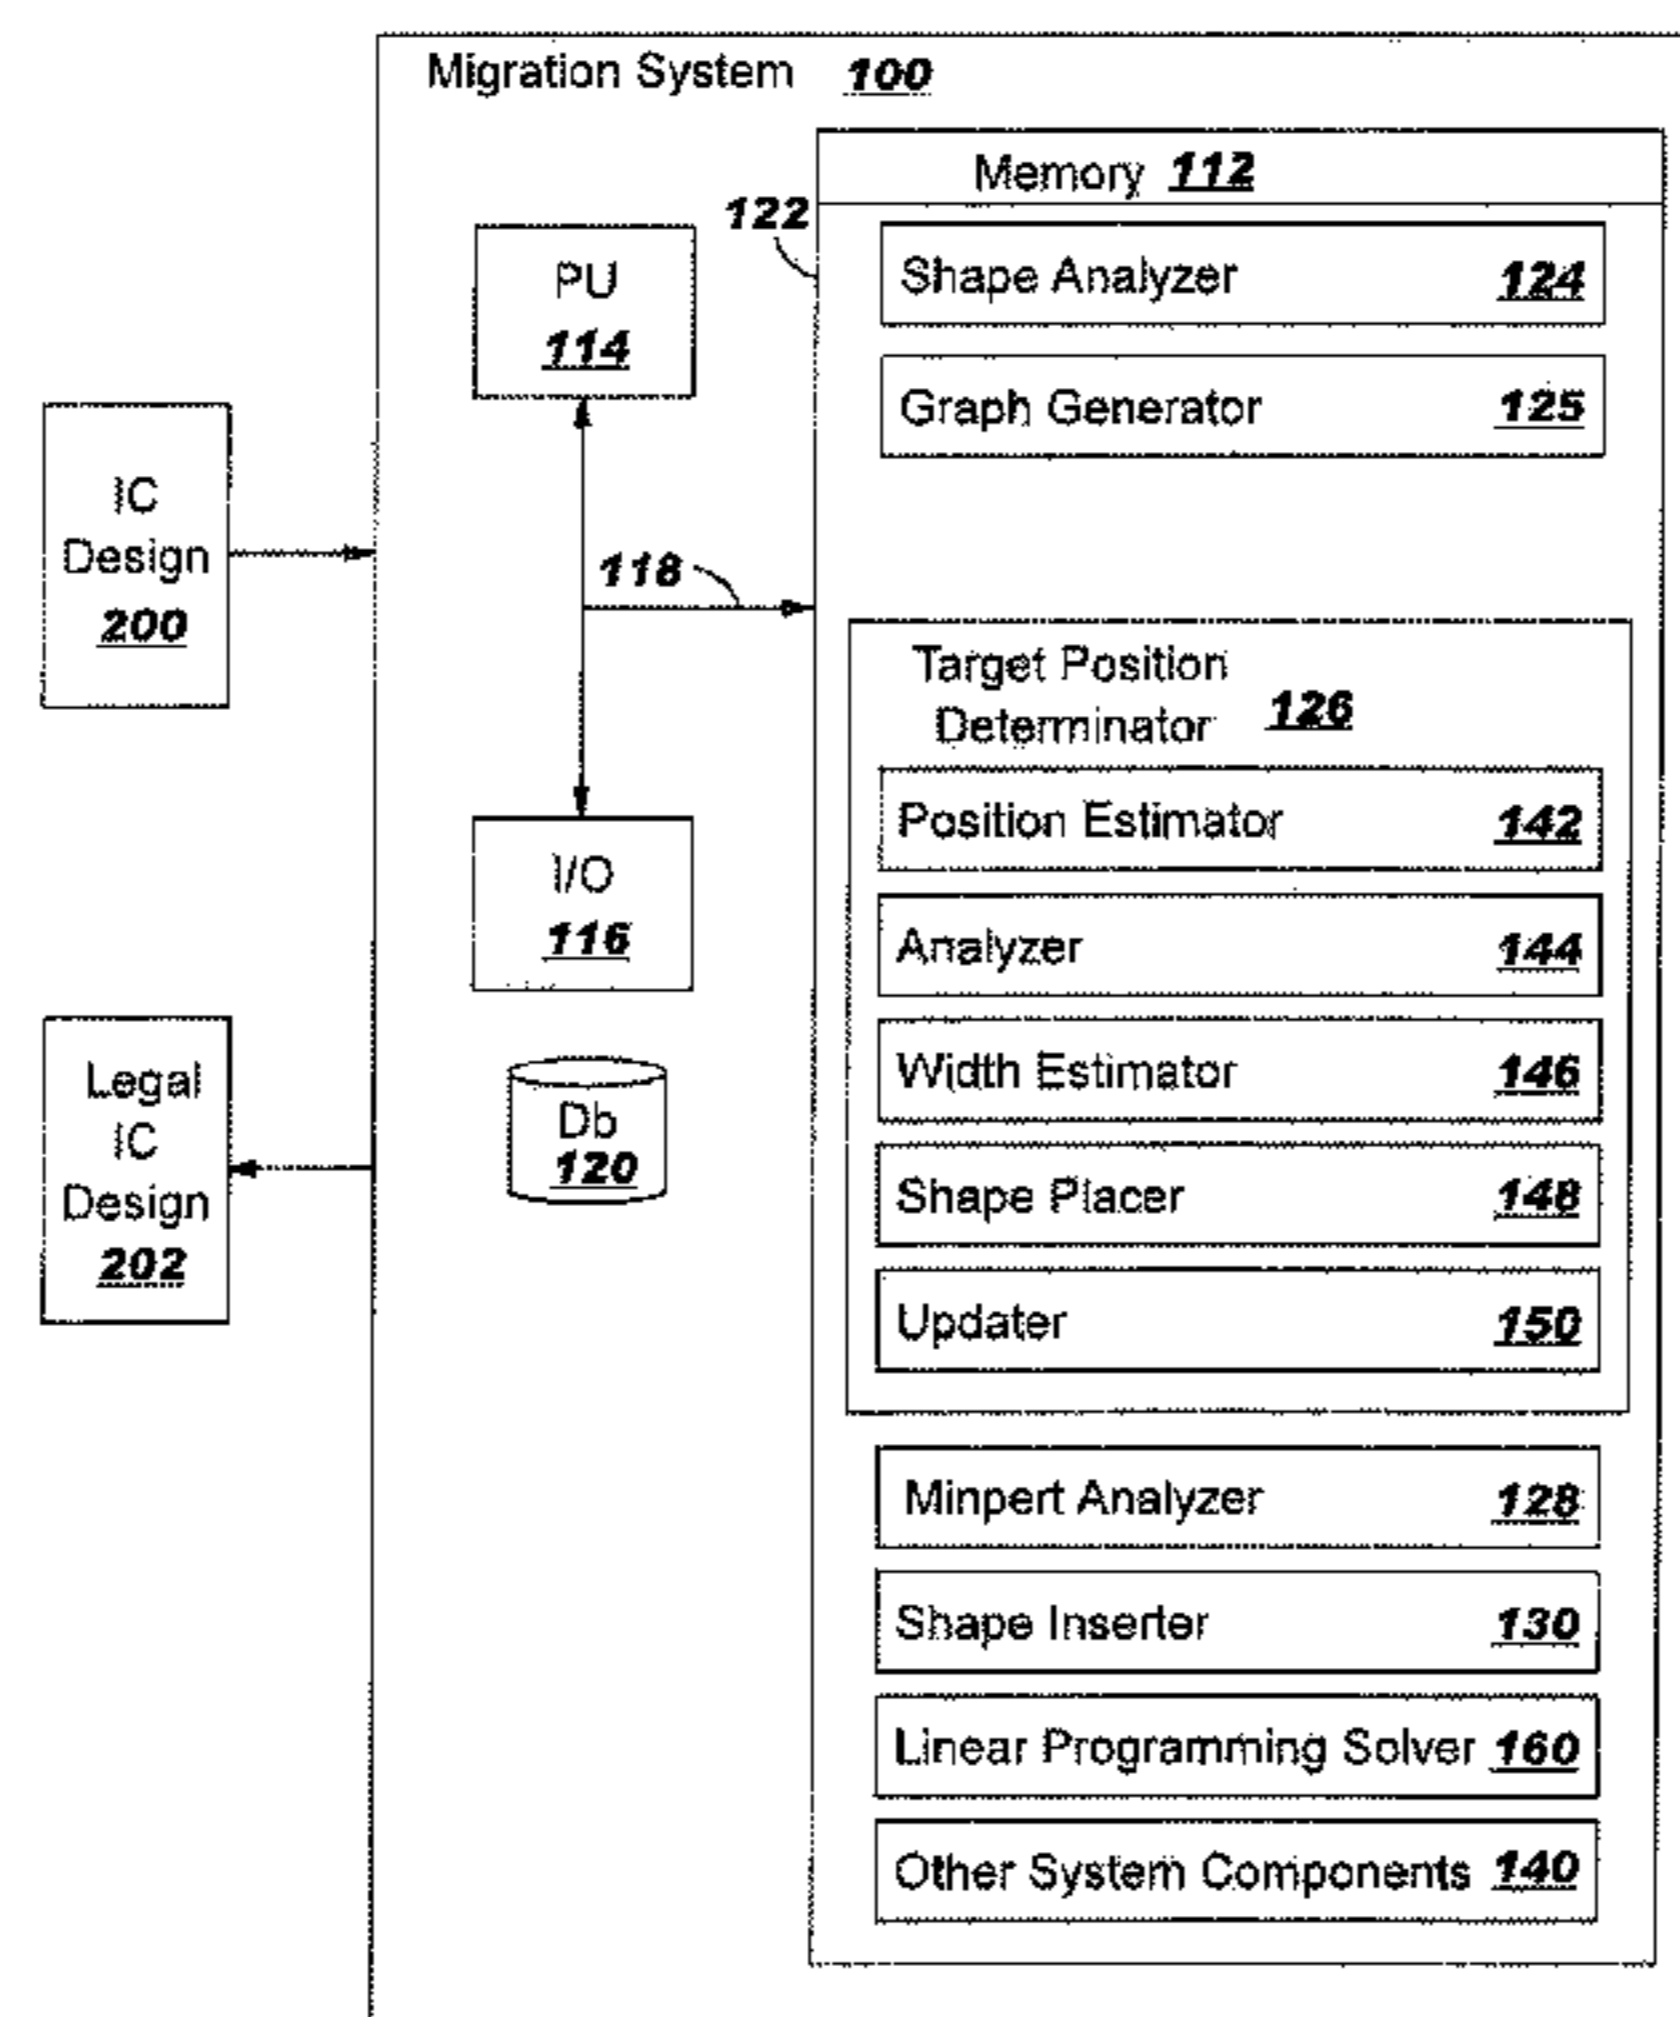 Migration System 100
Memory 112
122
Shape Analyzer 124
PU
114
Graph Generator 125
IC
Design
200
118
Target Position
Determinator 126
Position Estimator 142
I/O
116
Analyzer 144
Width Estimator 146
Legal
IC
Design
202
Db
120
Shape Placer 148
Updater 150
Minpert Analyzer 128
Shape Inserter 130
Linear Programming Solver 160
Other System Components 140